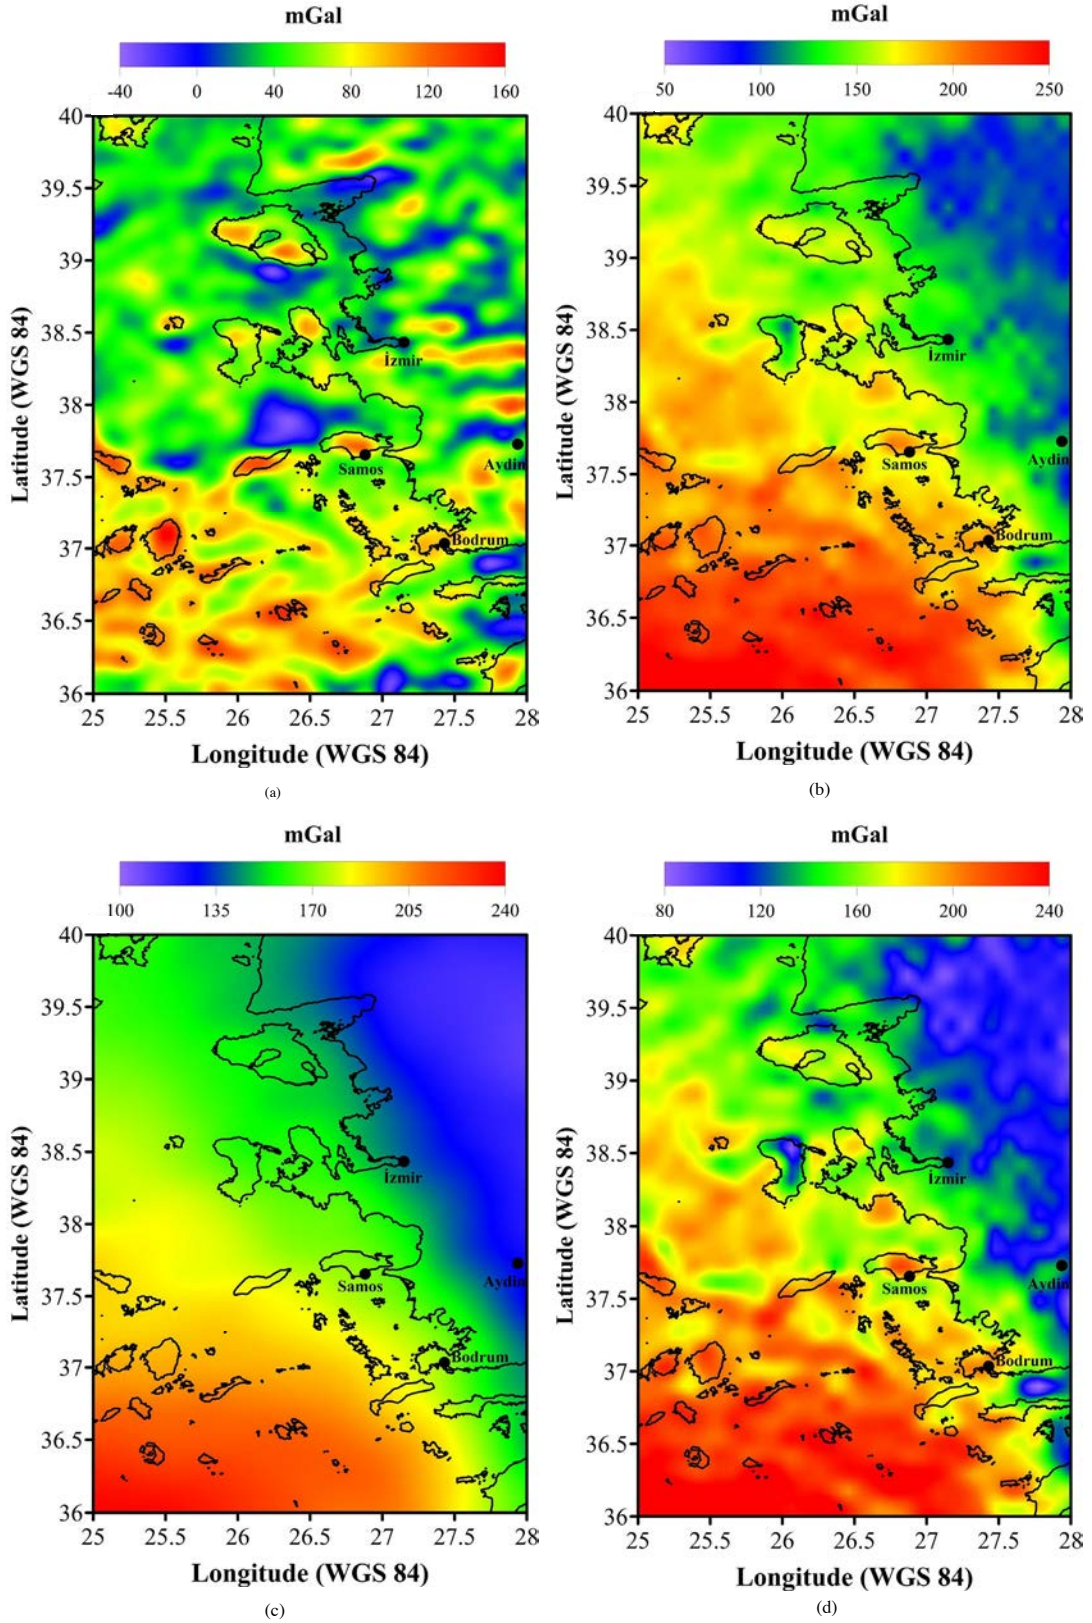 mGal
-40 0 40 80 120 160
40
39.5
39
38.5
38
37.5
37
36.5
36
Latitude (WGS 84)
İzmir
Samos
Aydin
Bodrum
25 25.5 26 26.5 27 27.5 28
Longitude (WGS 84)
(a)
mGal
50 100 150 200 250
40
39.5
39
38.5
38
37.5
37
36.5
36
Latitude (WGS 84)
İzmir
Samos
Aydin
Bodrum
25 25.5 26 26.5 27 27.5 28
Longitude (WGS 84)
(b)
mGal
100 135 170 205 240
40
39.5
39
38.5
38
37.5
37
36.5
36
Latitude (WGS 84)
İzmir
Samos
Aydin
Bodrum
25 25.5 26 26.5 27 27.5 28
Longitude (WGS 84)
(c)
mGal
80 120 160 200 240
40
39.5
39
38.5
38
37.5
37
36.5
36
Latitude (WGS 84)
İzmir
Samos
Aydin
Bodrum
25 25.5 26 26.5 27 27.5 28
Longitude (WGS 84)
(d)